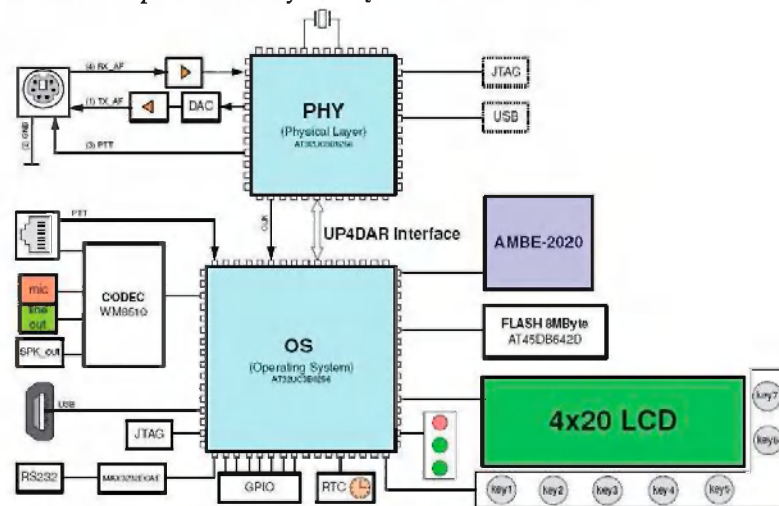 (4) RX_AF
(1) TX_AF
DAC
(2) GND
(3) PTT
PHY
(Physical Layer)
JTAG
USB
PTT
CLK
UP4DAR Interface
AMBE-2020
mic
line
out
SPK_out
CODEC
WM8510
OS
(Operating System)
FLASH 8MByte
AT45DB642D
USB
JTAG
4x20 LCD
key7
key6
RS232
GPIO
RTC
key1
key2
key3
key4
key5